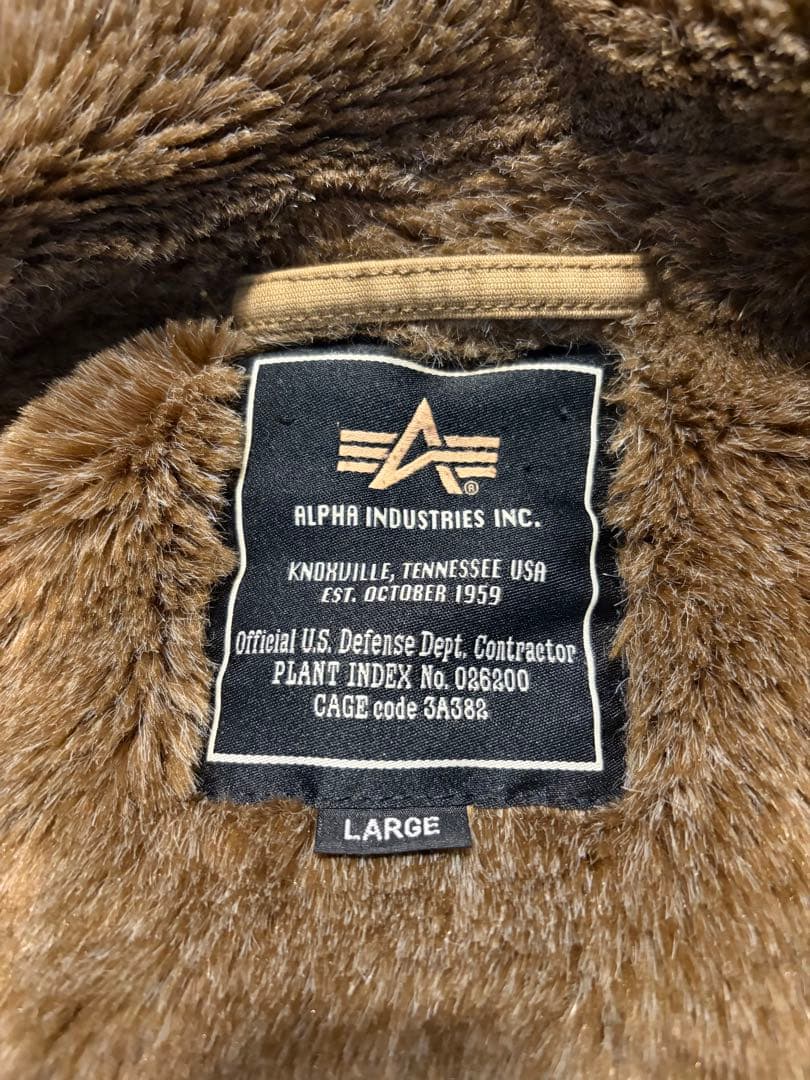 ®
ALPHA INDUSTRIES INC.
KNOXVILLE, TENNESSEE USA
EST. OCTOBER 1959
Official U.S. Defense Dept. Contractor
PLANT INDEX No. 026200
CAGE code 3A382
LARGE